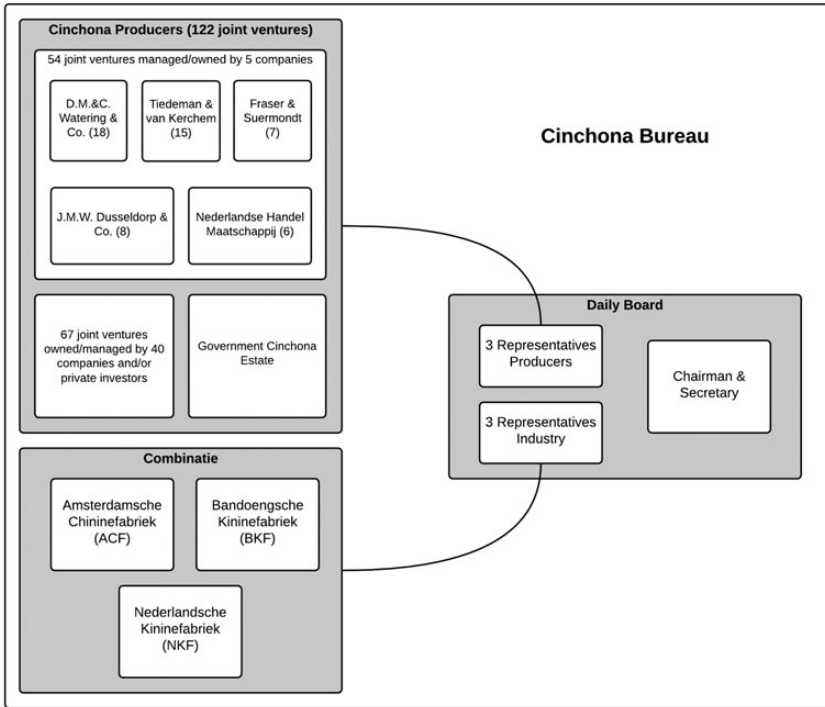 Cinchona Producers (122 joint ventures)
54 joint ventures managed/owned by 5 companies
D.M.&C.
Watering &
Co. (18)
Tiedeman &
van Kerchem
(15)
Fraser &
Suermondt
(7)
J.M.W. Dusseldorp &
Co. (8)
Nederlandse Handel
Maatschappij (6)
67 joint ventures
owned/managed by 40
companies and/or
private investors
Government Cinchona
Estate
Combinatie
Amsterdamsche
Chininefabriek
(ACF)
Bandoengsche
Kininefabriek
(BKF)
Nederlandsche
Kininefabriek
(NKF)
Cinchona Bureau
Daily Board
3 Representatives
Producers
3 Representatives
Industry
Chairman &
Secretary